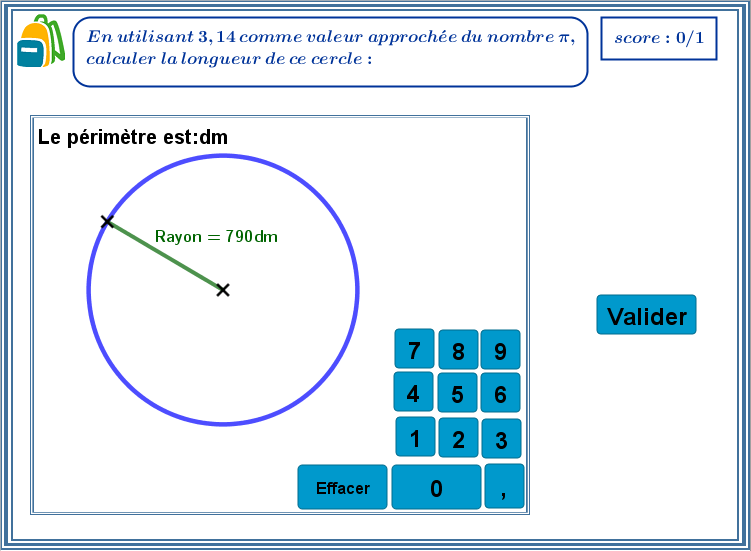 En utilisant 3, 14 comme valeur approchée du nombre π,
calculer la longueur de ce cercle :
score : 0/1
Le périmètre est:dm
Rayon = 790dm
Valider
7 8 9
4 5 6
1 2 3
Effacer 0 ,